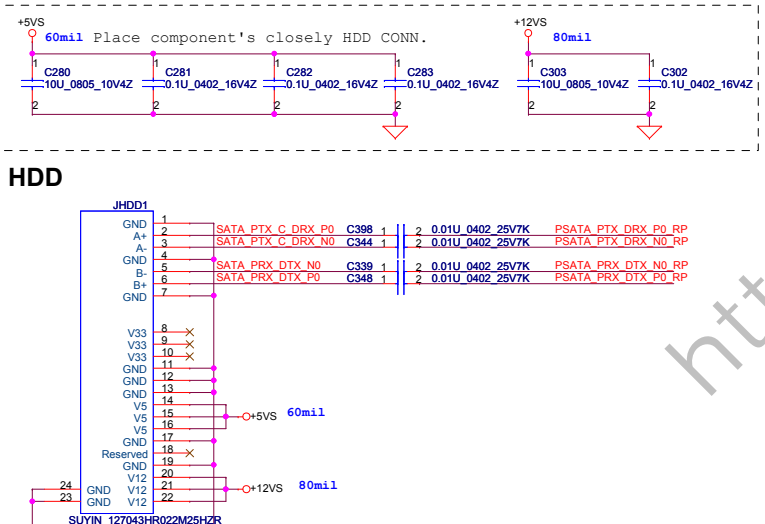 +5VS
60mil Place component's closely HDD CONN.
+12VS
80mil
1 1 1 1 1 1
C280 C281 C282 C283 C303 C302
10U_0805_10V4Z 0.1U_0402_16V4Z 0.1U_0402_16V4Z 0.1U_0402_16V4Z 10U_0805_10V4Z 0.1U_0402_16V4Z
2 2 2 2 2 2
HDD
JHDD1
GND 1
A+ 2 SATA_PTX_C_DRX_P0 C398 1 2 0.01U_0402_25V7K PSATA_PTX_DRX_P0_RP
A- 3 SATA_PTX_C_DRX_N0 C344 1 2 0.01U_0402_25V7K PSATA_PTX_DRX_N0_RP
GND 4
B- 5 SATA_PRX_DTX_N0 C339 1 2 0.01U_0402_25V7K PSATA_PRX_DTX_N0_RP
B+ 6 SATA_PRX_DTX_P0 C348 1 2 0.01U_0402_25V7K PSATA_PRX_DTX_P0_RP
GND 7
V33 8
V33 9
V33 10
GND 11
GND 12
GND 13
V5 14
V5 15 +5VS 60mil
V5 16
GND 17
Reserved 18
GND 19
V12 20
24 GND V12 21 +12VS 80mil
23 GND V12 22
SUYIN_127043HR022M25HZR
htt